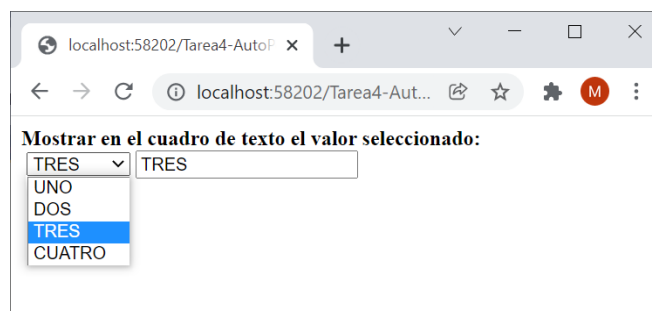 localhost:58202/Tarea4-AutoP
localhost:58202/Tarea4-Aut...
M
Mostrar en el cuadro de texto el valor seleccionado:
TRES TRES
UNO
DOS
TRES
CUATRO